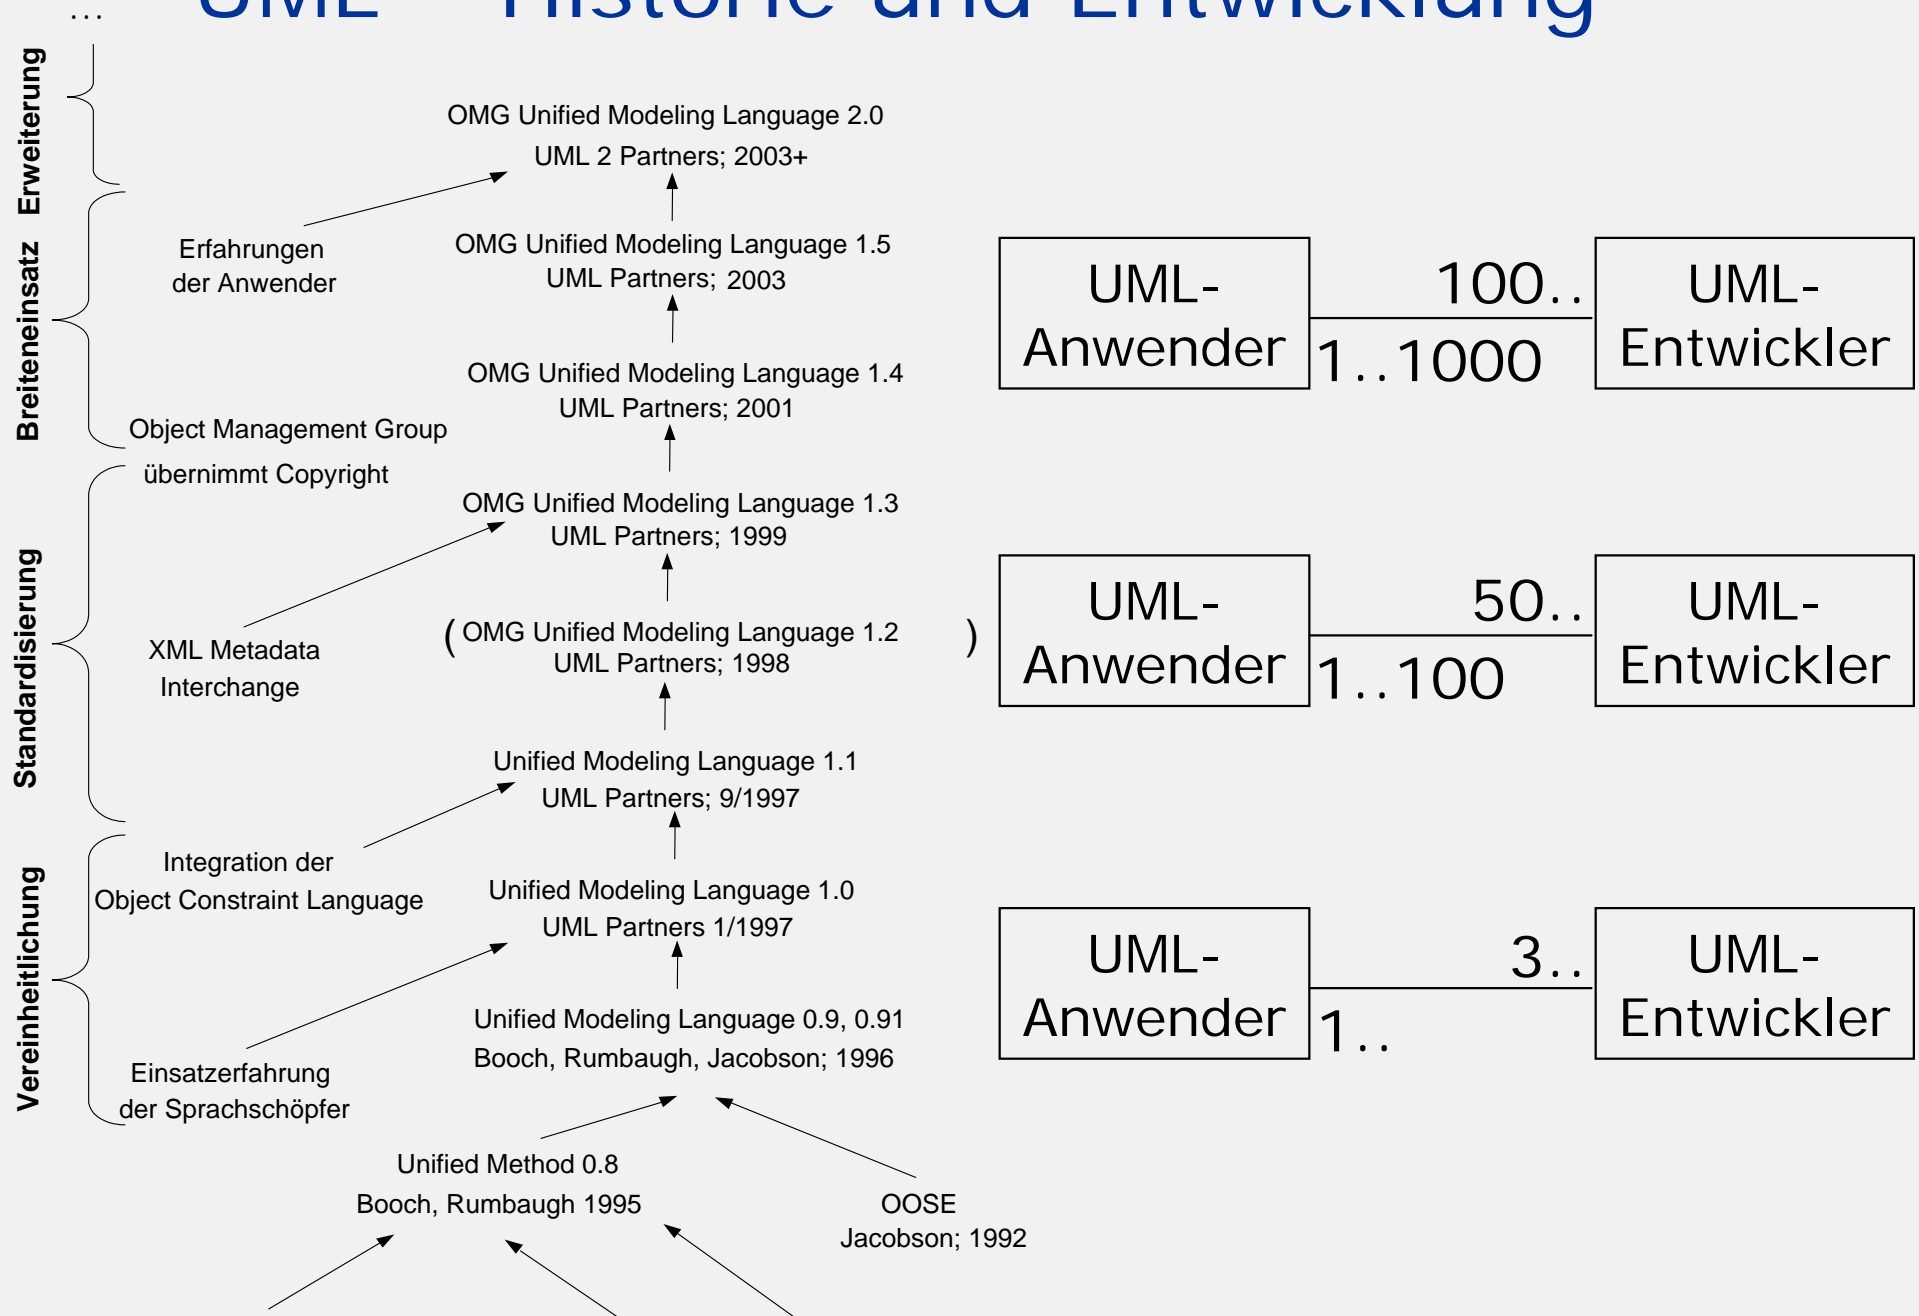 UML – Historie und Entwicklung
...
Erweiterung
OMG Unified Modeling Language 2.0
UML 2 Partners; 2003+
Breiteneinsatz
Erfahrungen
der Anwender
OMG Unified Modeling Language 1.5
UML Partners; 2003
OMG Unified Modeling Language 1.4
UML Partners; 2001
Object Management Group
übernimmt Copyright
Standardisierung
OMG Unified Modeling Language 1.3
UML Partners; 1999
XML Metadata
Interchange
(OMG Unified Modeling Language 1.2 )
UML Partners; 1998
Unified Modeling Language 1.1
UML Partners; 9/1997
Vereinheitlichung
Integration der
Object Constraint Language
Unified Modeling Language 1.0
UML Partners 1/1997
Einsatzerfahrung
der Sprachschöpfer
Unified Modeling Language 0.9, 0.91
Booch, Rumbaugh, Jacobson; 1996
Unified Method 0.8
Booch, Rumbaugh 1995
OOSE
Jacobson; 1992
UML-
Anwender
100..
1..1000
UML-
Entwickler
UML-
Anwender
50..
1..100
UML-
Entwickler
UML-
Anwender
3..
1..
UML-
Entwickler